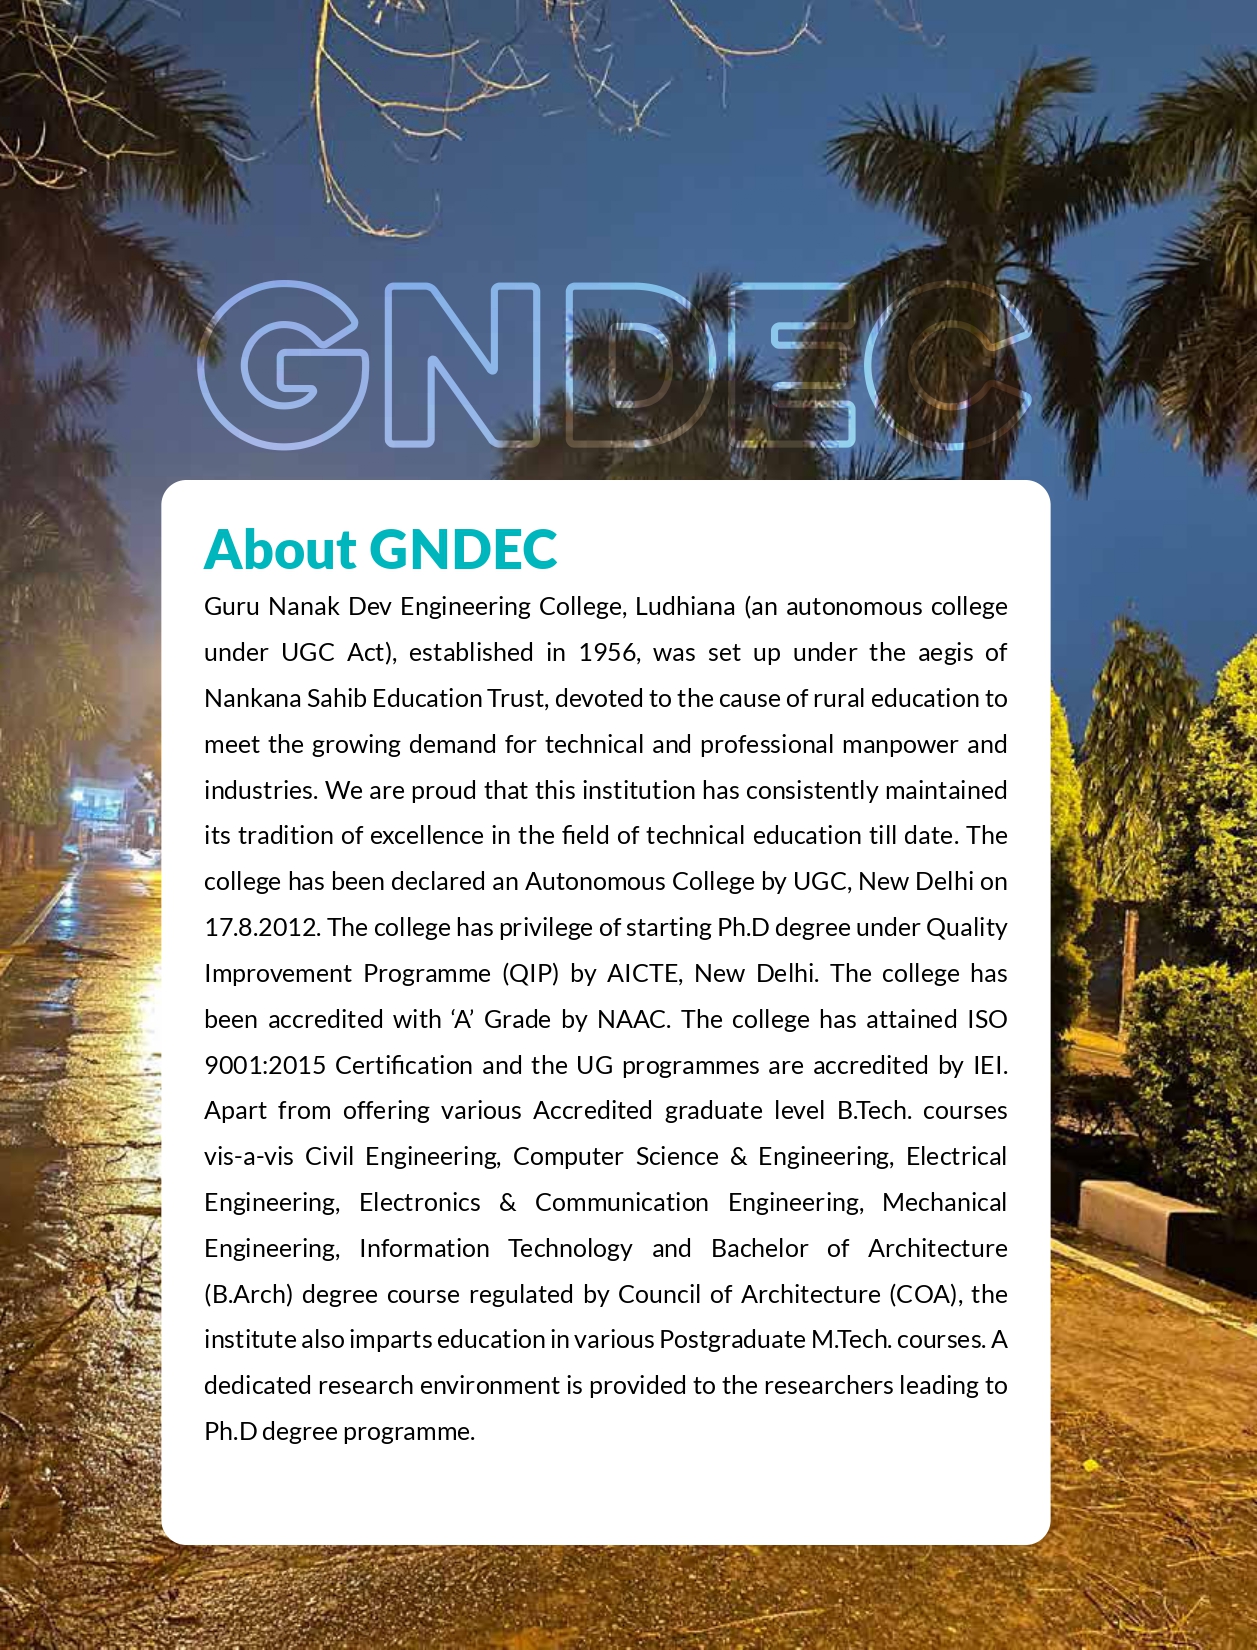 GNDEC
About GNDEC
Guru Nanak Dev Engineering College, Ludhiana (an autonomous college
under UGC Act), established in 1956, was set up under the aegis of
Nankana Sahib Education Trust, devoted to the cause of rural education to
meet the growing demand for technical and professional manpower and
industries. We are proud that this institution has consistently maintained
its tradition of excellence in the field of technical education till date. The
college has been declared an Autonomous College by UGC, New Delhi on
17.8.2012. The college has privilege of starting Ph.D degree under Quality
Improvement Programme (QIP) by AICTE, New Delhi. The college has
been accredited with ‘A’ Grade by NAAC. The college has attained ISO
9001:2015 Certification and the UG programmes are accredited by IEI.
Apart from offering various Accredited graduate level B.Tech. courses
vis-a-vis Civil Engineering, Computer Science & Engineering, Electrical
Engineering, Electronics & Communication Engineering, Mechanical
Engineering, Information Technology and Bachelor of Architecture
(B.Arch) degree course regulated by Council of Architecture (COA), the
institute also imparts education in various Postgraduate M.Tech. courses. A
dedicated research environment is provided to the researchers leading to
Ph.D degree programme.